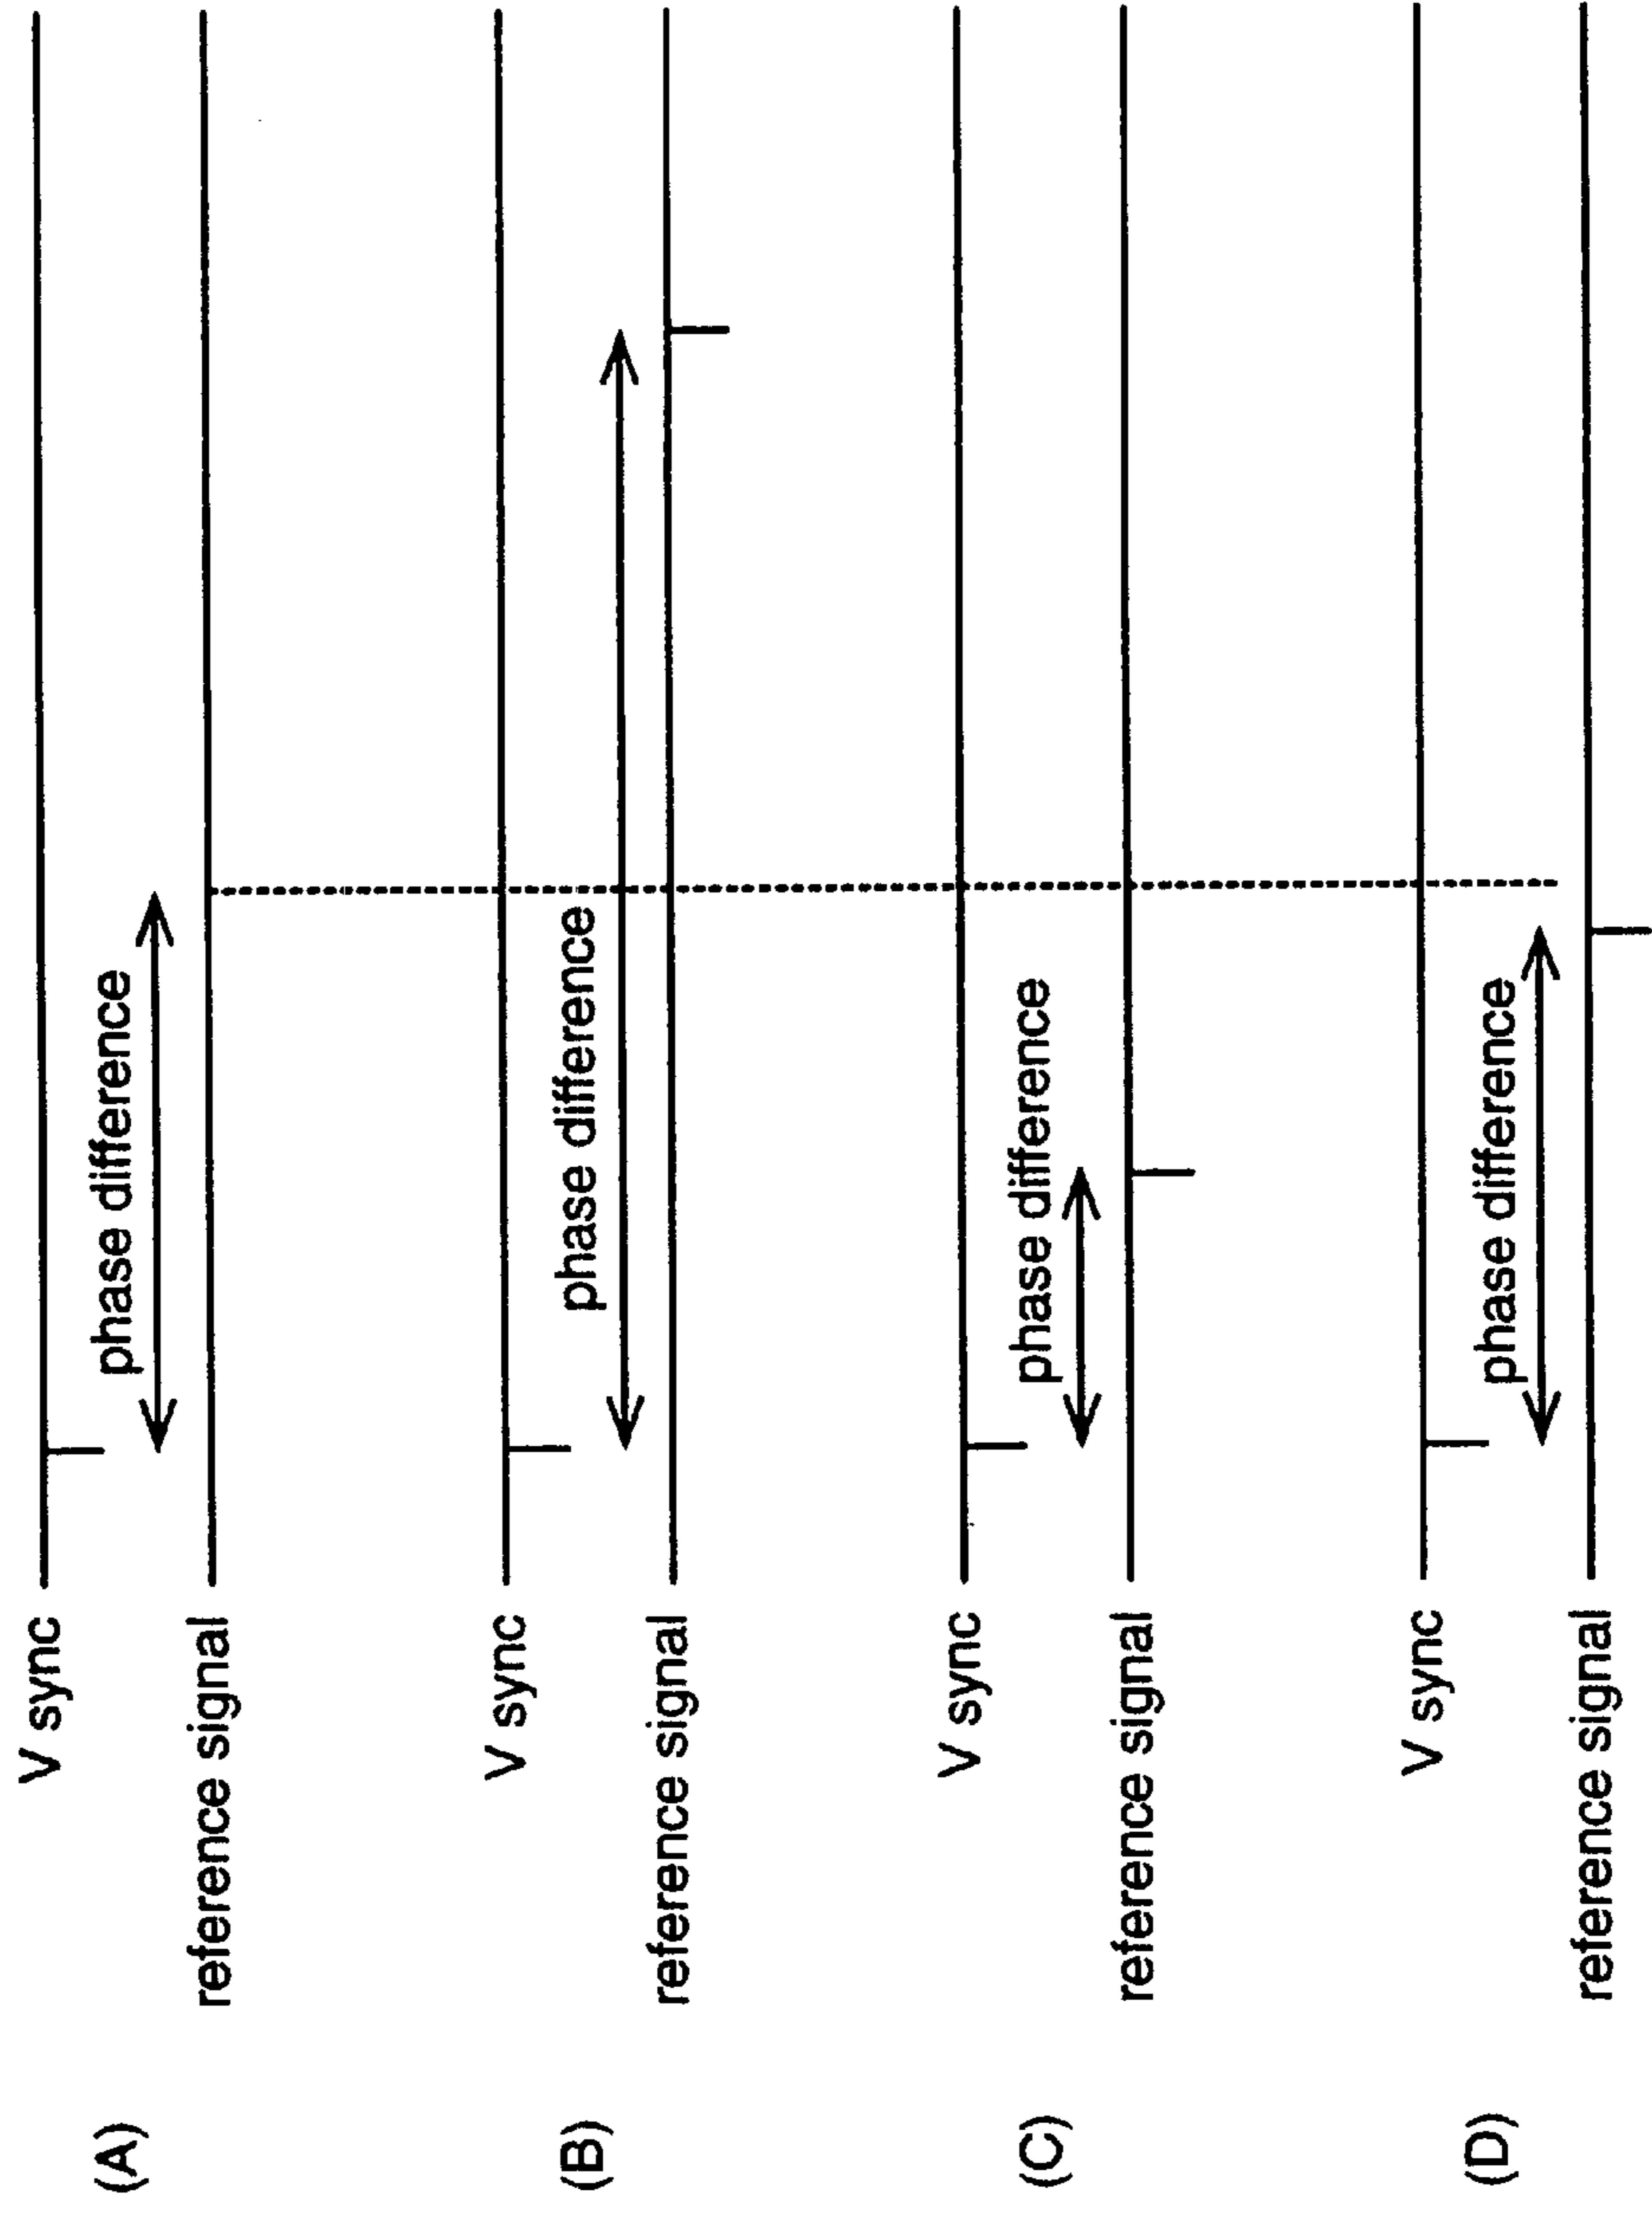 (A)
V sync
phase difference
reference signal
(B)
V sync
phase difference
reference signal
(C)
V sync
phase difference
reference signal
(D)
V sync
phase difference
reference signal